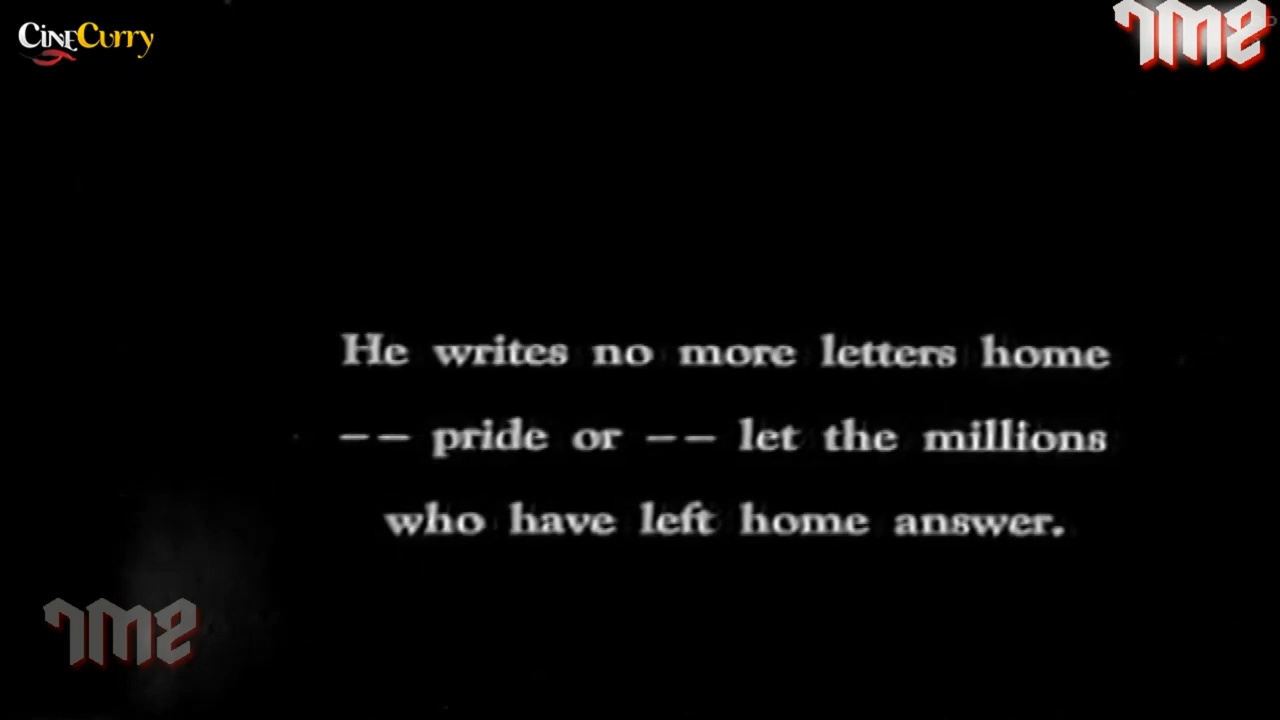 CineCurry
He writes no more letters home
-- pride or -- let the millions
who have left home answer.